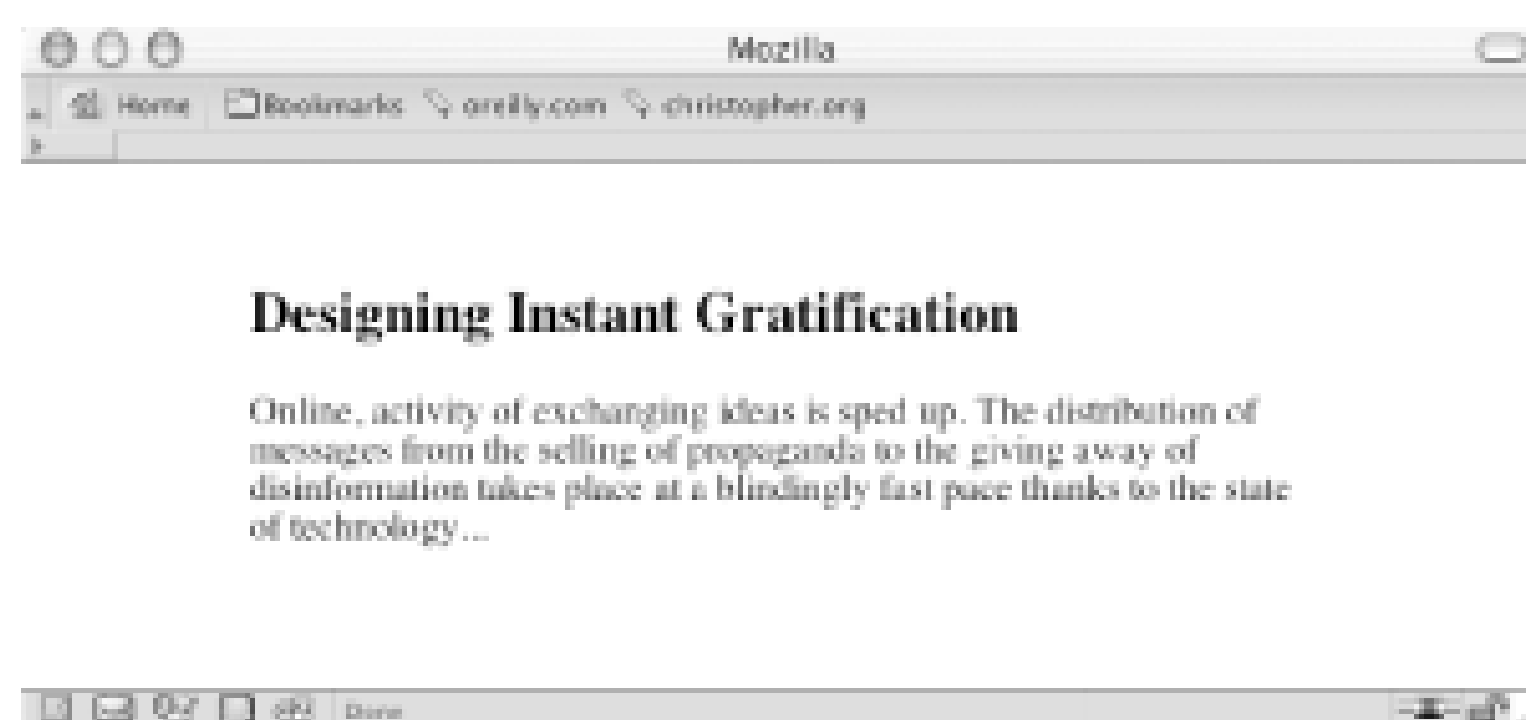 Mozilla
Home Bookmarks oreilly.com christopher.org
Designing Instant Gratification
Online, activity of exchanging ideas is sped up. The distribution of
messages from the selling of propaganda to the giving away of
disinformation takes place at a blindingly fast pace thanks to the state
of technology...
Done